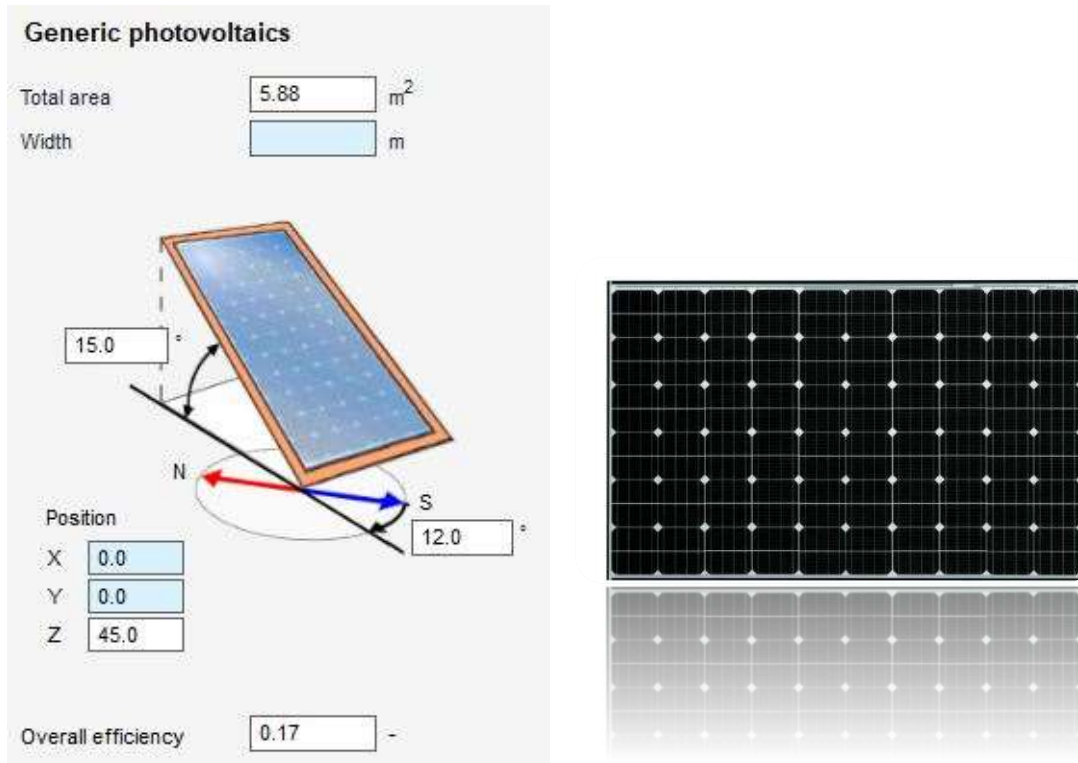 Generic photovoltaics
Total area 5.88 m²
Width m
15.0 °
N
S
12.0 °
Position
X 0.0
Y 0.0
Z 45.0
Overall efficiency 0.17 -